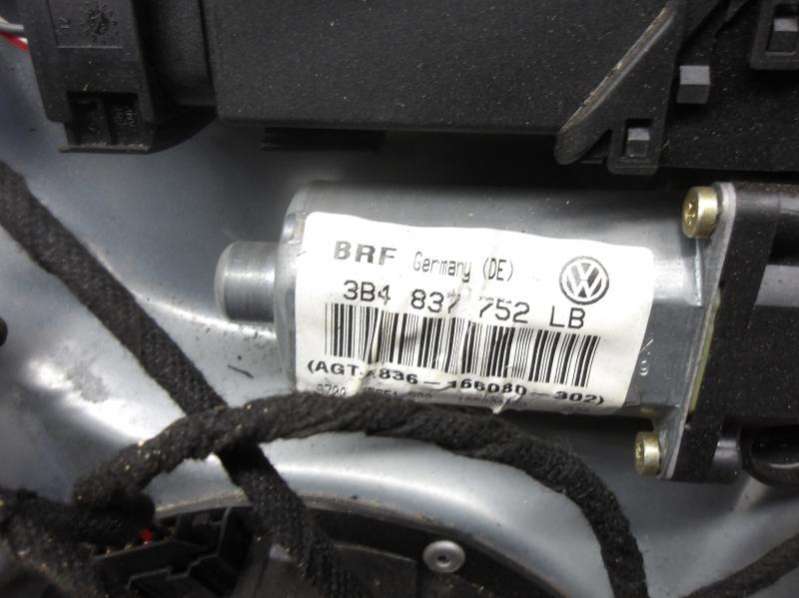 BRF Germany (DE)
3B4 837 752 LB
(AGT-X836-166080-302)